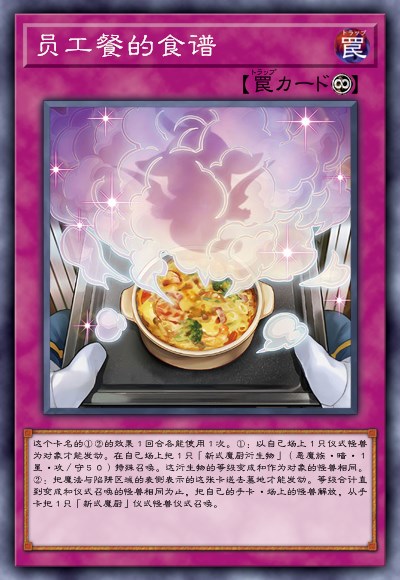 员工餐的食谱
トラップ
罠
トラップ
【罠カード】
这个卡名的①②的效果1回合各能使用1次。①：以自己场上1只仪式怪兽
为对象才能发动。在自己场上把1只「新式魔厨衍生物」（恶魔族·暗·1
星·攻／守50）特殊召唤。这衍生物的等级变成和作为对象的怪兽相同。
②：把魔法与陷阱区域的表侧表示的这张卡送去墓地才能发动。等级合计直
到变成和仪式召唤的怪兽相同为止，把自己的手卡·场上的怪兽解放，从手
卡把1只「新式魔厨」仪式怪兽仪式召唤。